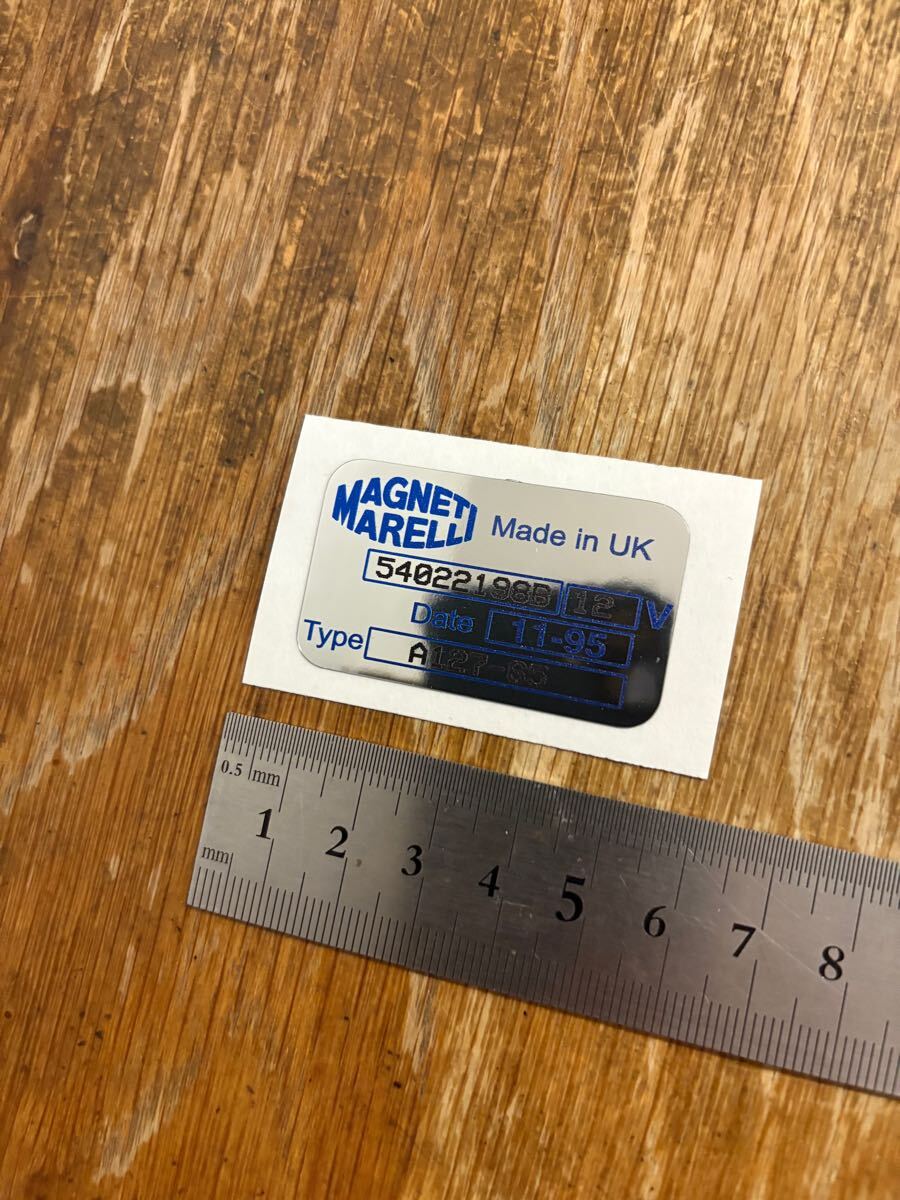 MAGNETI
MARELLI
Made in UK
54022198B 12 V
Date 11-95
Type A127-65
0.5 mm
1 2 3 4 5 6 7 8
mm